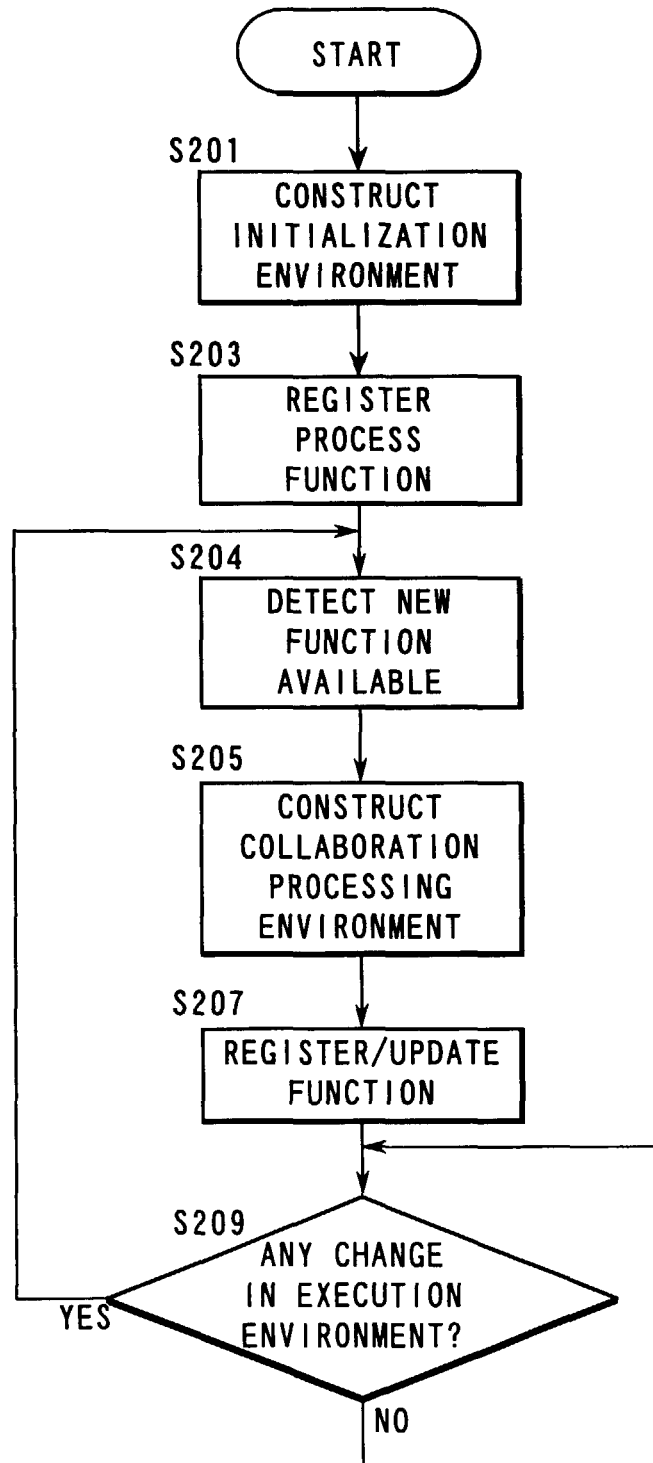 START
S201
CONSTRUCT
INITIALIZATION
ENVIRONMENT
S203
REGISTER
PROCESS
FUNCTION
S204
DETECT NEW
FUNCTION
AVAILABLE
S205
CONSTRUCT
COLLABORATION
PROCESSING
ENVIRONMENT
S207
REGISTER/UPDATE
FUNCTION
S209
ANY CHANGE
IN EXECUTION
ENVIRONMENT?
YES
NO